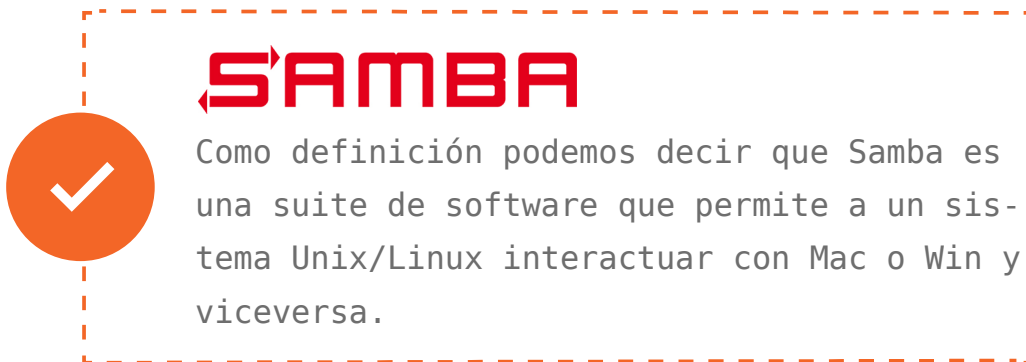 SAMBA
Como definición podemos decir que Samba es
una suite de software que permite a un sis-
tema Unix/Linux interactuar con Mac o Win y
viceversa.